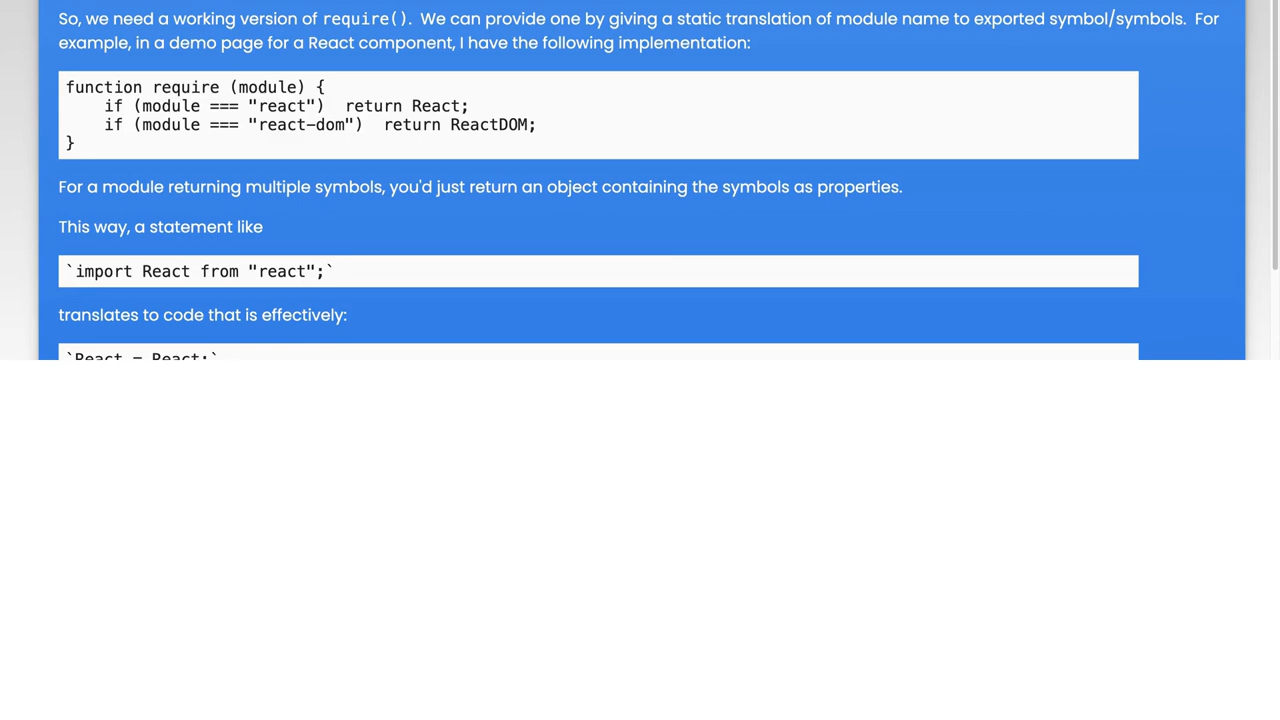 So, we need a working version of require().  We can provide one by giving a static translation of module name to exported symbol/symbols.  For
example, in a demo page for a React component, I have the following implementation:
function require (module) {
    if (module === "react")  return React;
    if (module === "react-dom")  return ReactDOM;
}
For a module returning multiple symbols, you'd just return an object containing the symbols as properties.
This way, a statement like
`import React from "react";`
translates to code that is effectively:
`React = React;`